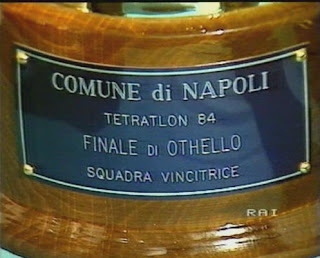 COMUNE di NAPOLI
TETRATLON 84
FINALE DI OTHELLO
SQUADRA VINCITRICE
RAI